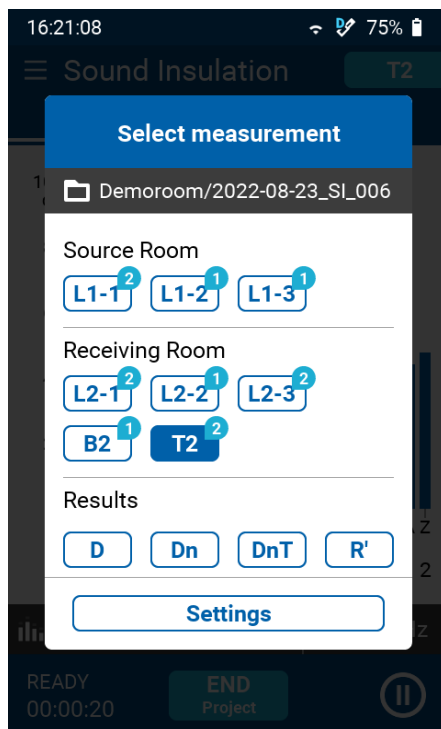 16:21:08 75%
Sound Insulation T2
Select measurement
Demoroom/2022-08-23_SI_006
Source Room
L1-1 2 L1-2 1 L1-3 1
Receiving Room
L2-1 2 L2-2 1 L2-3 2
B2 1 T2 2
Results
D Dn DnT R'
Z
2
Settings
READY END
00:00:20 Project